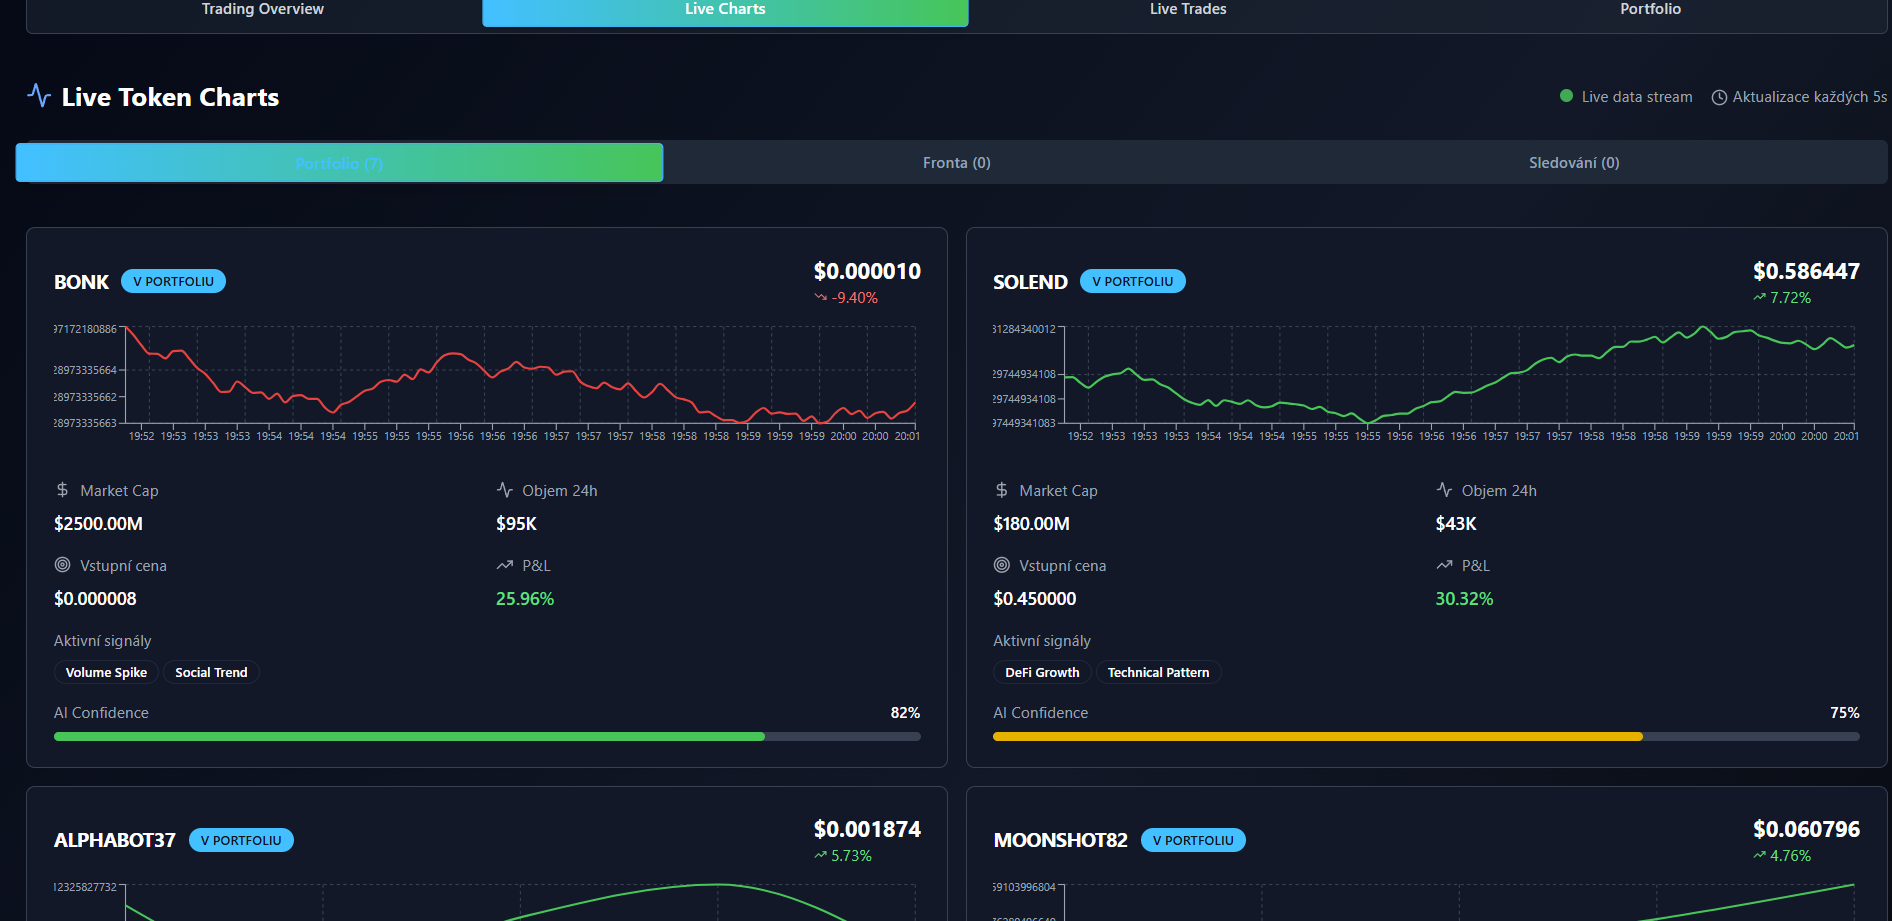 Trading Overview
Live Charts
Live Trades
Portfolio
Live Token Charts
Live data stream
Aktualizace každých 5s
Portfolio (7)
Fronta (0)
Sledování (0)
BONK
V PORTFOLIU
$0.000010
-9.40%
97172180886
28973335664
28973335662
28973335663
19:52 19:53 19:53 19:53 19:54 19:54 19:54 19:55 19:55 19:55 19:56 19:56 19:56 19:57 19:57 19:57 19:58 19:58 19:58 19:59 19:59 19:59 20:00 20:00 20:01
Market Cap
$2500.00M
Objem 24h
$95K
Vstupní cena
$0.000008
P&L
25.96%
Aktivní signály
Volume Spike
Social Trend
AI Confidence
82%
SOLEND
V PORTFOLIU
$0.586447
7.72%
31284340012
29744934108
29744934108
97449341083
19:52 19:53 19:53 19:53 19:54 19:54 19:54 19:55 19:55 19:55 19:56 19:56 19:56 19:57 19:57 19:57 19:58 19:58 19:58 19:59 19:59 19:59 20:00 20:00 20:01
Market Cap
$180.00M
Objem 24h
$43K
Vstupní cena
$0.450000
P&L
30.32%
Aktivní signály
DeFi Growth
Technical Pattern
AI Confidence
75%
ALPHABOT37
V PORTFOLIU
$0.001874
5.73%
12325827732
MOONSHOT82
V PORTFOLIU
$0.060796
4.76%
59103996804